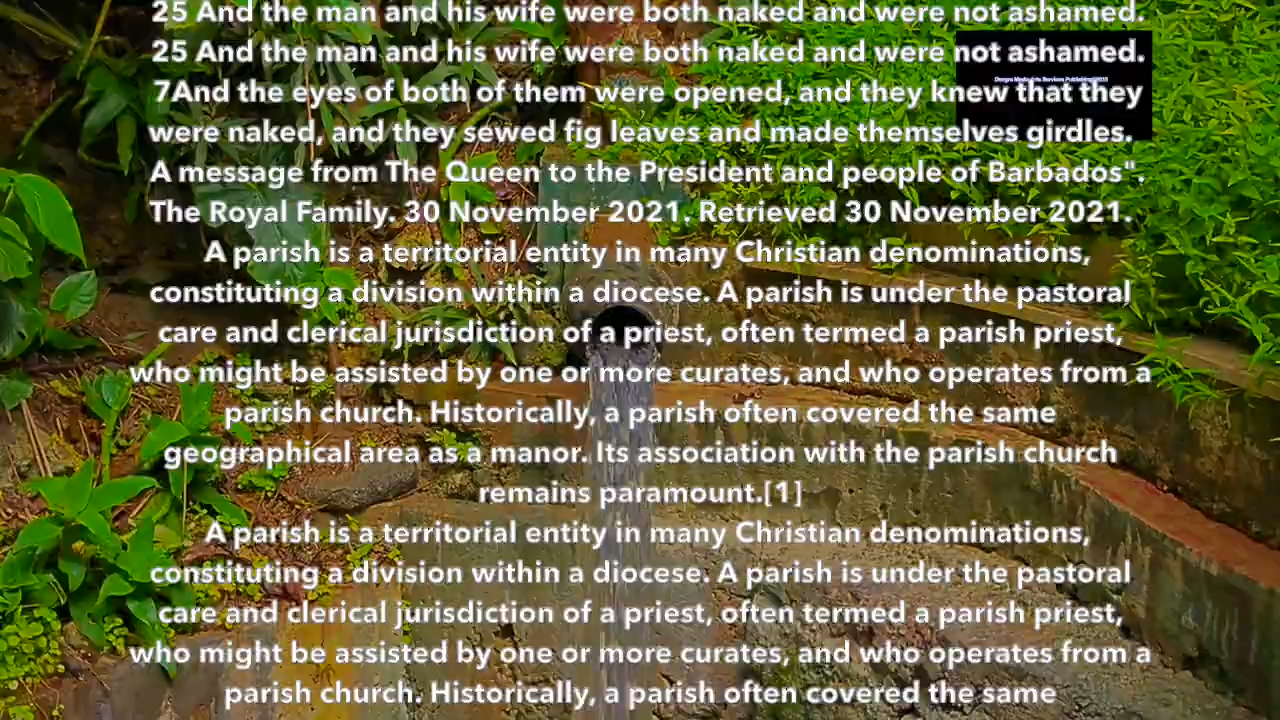 25 And the man and his wife were both naked and were not ashamed.
25 And the man and his wife were both naked and were not ashamed.
7And the eyes of both of them were opened, and they knew that they
were naked, and they sewed fig leaves and made themselves girdles.
A message from The Queen to the President and people of Barbados".
The Royal Family. 30 November 2021. Retrieved 30 November 2021.
A parish is a territorial entity in many Christian denominations,
constituting a division within a diocese. A parish is under the pastoral
care and clerical jurisdiction of a priest, often termed a parish priest,
who might be assisted by one or more curates, and who operates from a
parish church. Historically, a parish often covered the same
geographical area as a manor. Its association with the parish church
remains paramount.[1]
A parish is a territorial entity in many Christian denominations,
constituting a division within a diocese. A parish is under the pastoral
care and clerical jurisdiction of a priest, often termed a parish priest,
who might be assisted by one or more curates, and who operates from a
parish church. Historically, a parish often covered the same